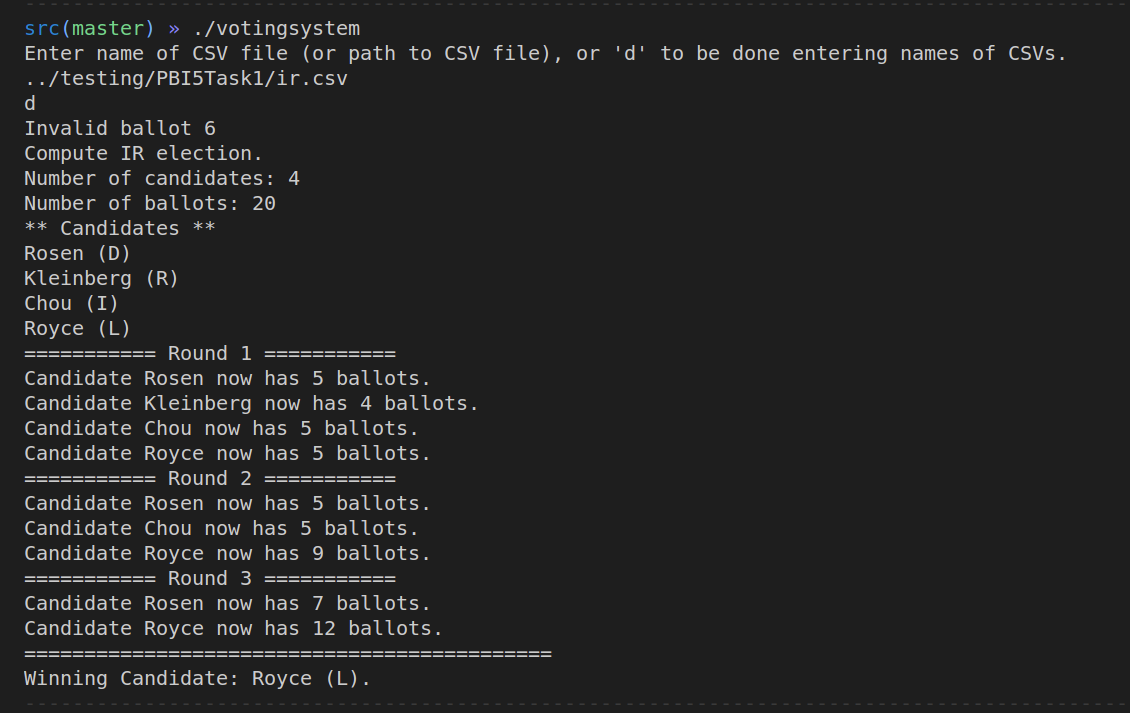 src(master) » ./votingsystem
Enter name of CSV file (or path to CSV file), or 'd' to be done entering names of CSVs.
../testing/PBI5Task1/ir.csv
d
Invalid ballot 6
Compute IR election.
Number of candidates: 4
Number of ballots: 20
** Candidates **
Rosen (D)
Kleinberg (R)
Chou (I)
Royce (L)
=========== Round 1 ===========
Candidate Rosen now has 5 ballots.
Candidate Kleinberg now has 4 ballots.
Candidate Chou now has 5 ballots.
Candidate Royce now has 5 ballots.
=========== Round 2 ===========
Candidate Rosen now has 5 ballots.
Candidate Chou now has 5 ballots.
Candidate Royce now has 9 ballots.
=========== Round 3 ===========
Candidate Rosen now has 7 ballots.
Candidate Royce now has 12 ballots.
============================================
Winning Candidate: Royce (L).